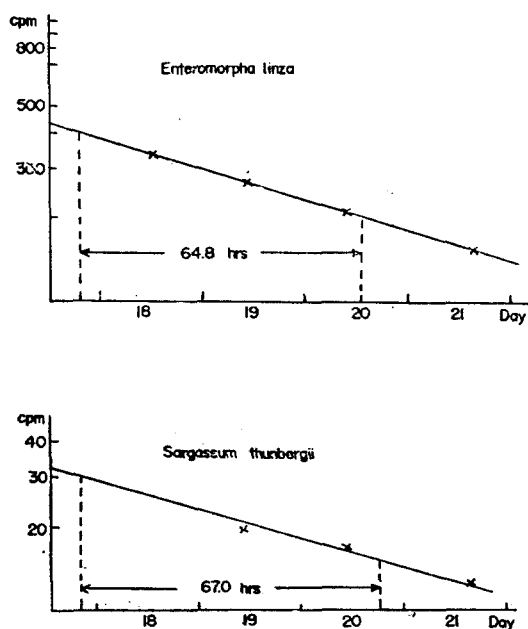 cpm
800
Enteromorpha linza
500
300
64.8 hrs
18 19 20 21 Day
cpm
40
Sargassum thunbergii
30
20
67.0 hrs
18 19 20 21 Day